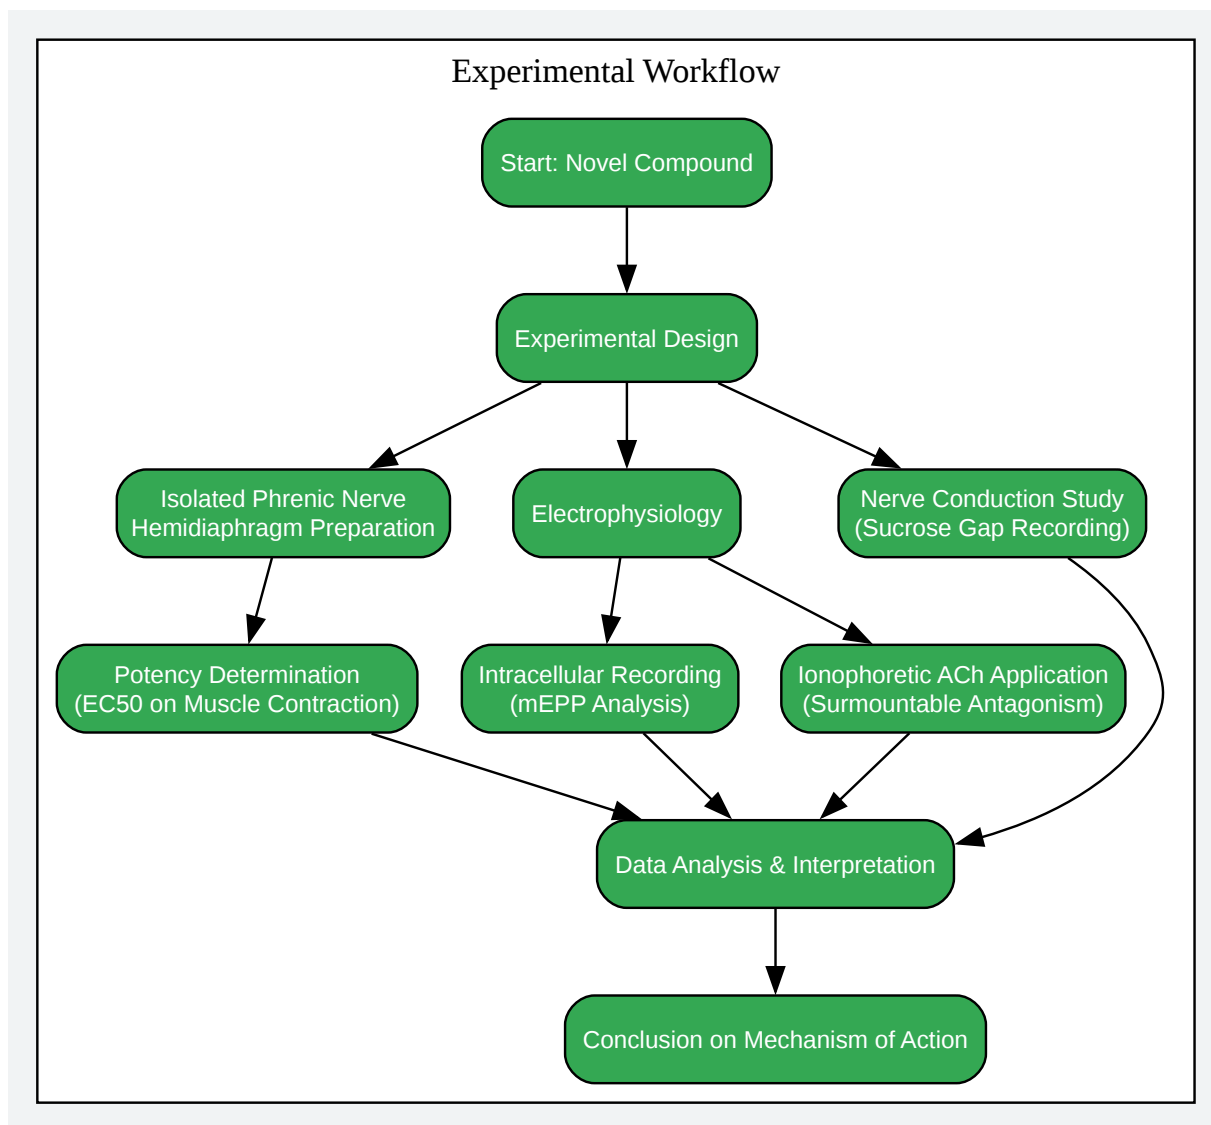 Experimental Workflow
Start: Novel Compound
Experimental Design
Isolated Phrenic Nerve
Hemidiaphragm Preparation
Electrophysiology
Nerve Conduction Study
(Sucrose Gap Recording)
Potency Determination
(EC50 on Muscle Contraction)
Intracellular Recording
(mEPP Analysis)
Ionophoretic ACh Application
(Surmountable Antagonism)
Data Analysis & Interpretation
Conclusion on Mechanism of Action